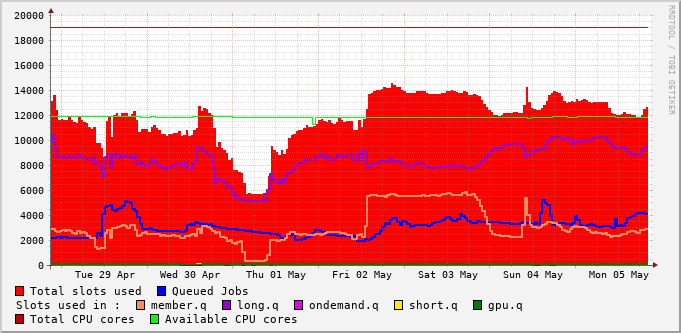 20000
18000
16000
14000
12000
10000
8000
6000
4000
2000
0
Tue 29 Apr Wed 30 Apr Thu 01 May Fri 02 May Sat 03 May Sun 04 May Mon 05 May
RRDTOOL / TOBI OETIKER
Total slots used Queued Jobs
Slots used in : member.q long.q ondemand.q short.q gpu.q
Total CPU cores Available CPU cores